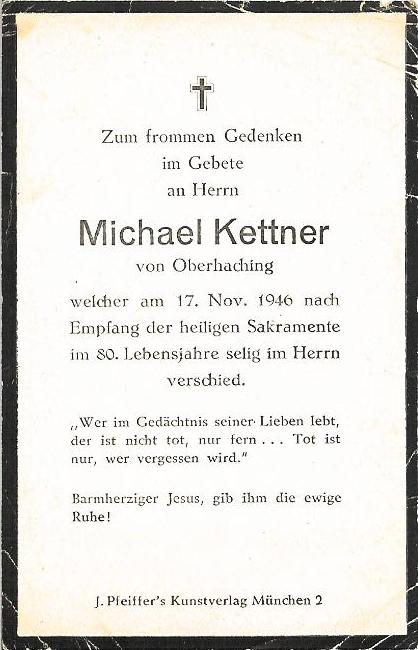 Zum frommen Gedenken
im Gebete
an Herrn
Michael Kettner
von Oberhaching
welcher am 17. Nov. 1946 nach
Empfang der heiligen Sakramente
im 80. Lebensjahre selig im Herrn
verschied.
„Wer im Gedächtnis seiner Lieben lebt,
der ist nicht tot, nur fern... Tot ist
nur, wer vergessen wird."
Barmherziger Jesus, gib ihm die ewige
Ruhe!
J. Pfeiffer's Kunstverlag München 2